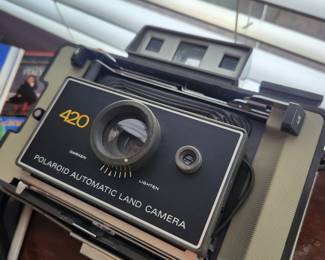 420
DARKEN
LIGHTEN
POLAROID AUTOMATIC LAND CAMERA